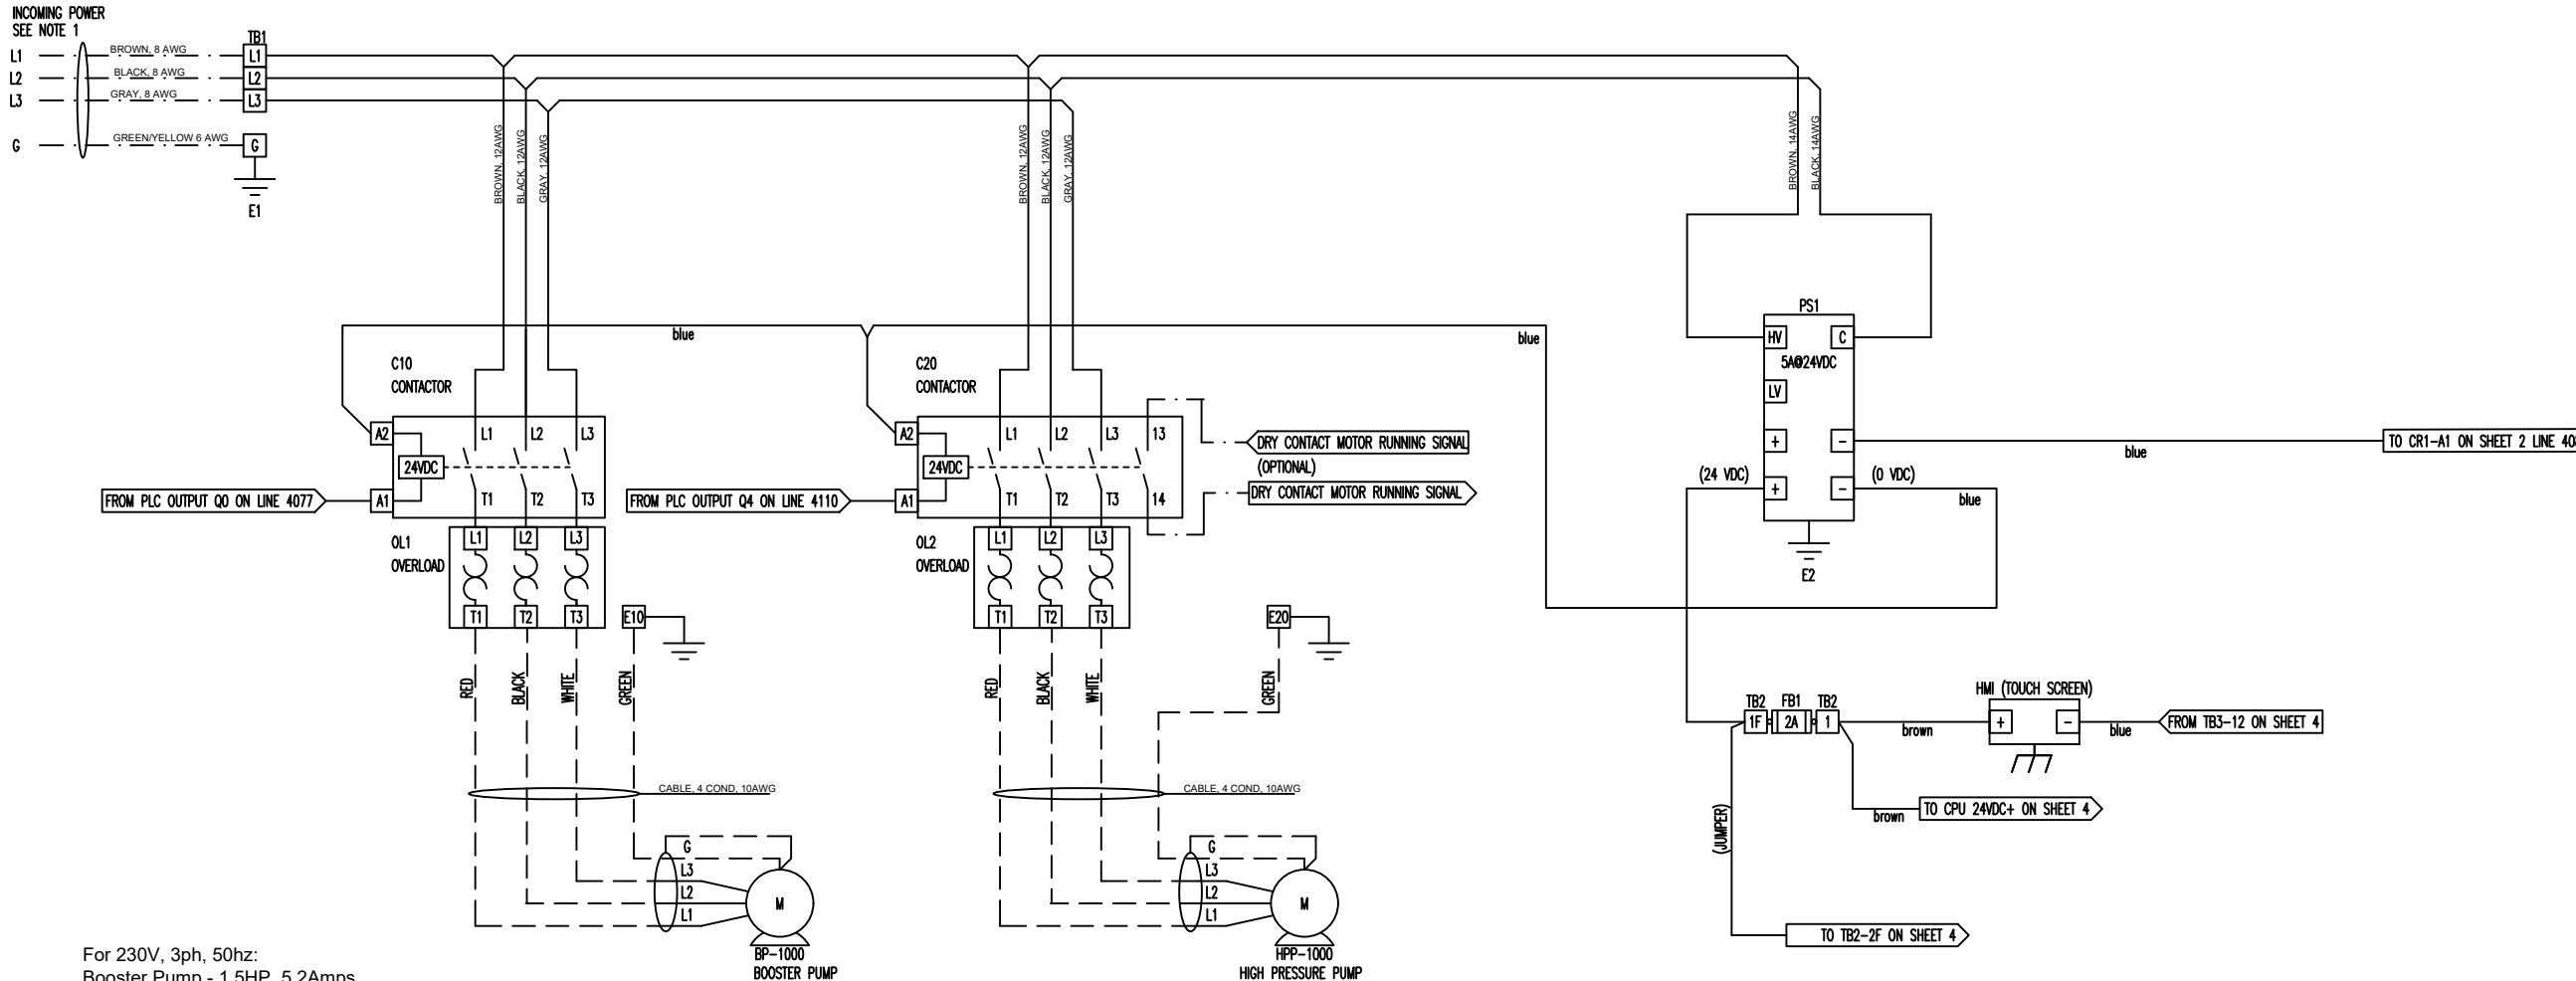 INCOMING POWER
SEE NOTE 1
L1
BROWN, 8 AWG
TB1
L1
L2
BLACK, 8 AWG
L2
L3
GRAY, 8 AWG
L3
G
GREEN/YELLOW 6 AWG
G
E1
BROWN, 12AWG
BLACK, 12AWG
GRAY, 12AWG
BROWN, 12AWG
BLACK, 12AWG
GRAY, 12AWG
BROWN, 14AWG
BLACK, 14AWG
blue
blue
C10
CONTACTOR
A2
L1
L2
L3
24VDC
FROM PLC OUTPUT Q0 ON LINE 4077
A1
T1
T2
T3
OL1
OVERLOAD
L1
L2
L3
T1
T2
T3
E10
RED
BLACK
WHITE
GREEN
CABLE, 4 COND, 10AWG
G
L3
L2
L1
M
BP-1000
BOOSTER PUMP
C20
CONTACTOR
A2
L1
L2
L3
13
24VDC
DRY CONTACT MOTOR RUNNING SIGNAL
(OPTIONAL)
DRY CONTACT MOTOR RUNNING SIGNAL
FROM PLC OUTPUT Q4 ON LINE 4110
A1
T1
T2
T3
14
OL2
OVERLOAD
L1
L2
L3
T1
T2
T3
E20
RED
BLACK
WHITE
GREEN
CABLE, 4 COND, 10AWG
G
L3
L2
L1
M
HPP-1000
HIGH PRESSURE PUMP
PS1
HV
C
5A@24VDC
LV
+
-
blue
TO CR1-A1 ON SHEET 2 LINE
(24 VDC)
+
-
(0 VDC)
blue
E2
TB2
FB1
TB2
1F
2A
1
brown
HMI (TOUCH SCREEN)
+
-
blue
FROM TB3-12 ON SHEET 4
brown
TO CPU 24VDC+ ON SHEET 4
(JUMPER)
TO TB2-2F ON SHEET 4
For 230V, 3ph, 50hz:
Booster Pump - 1.5HP, 5.2Amps